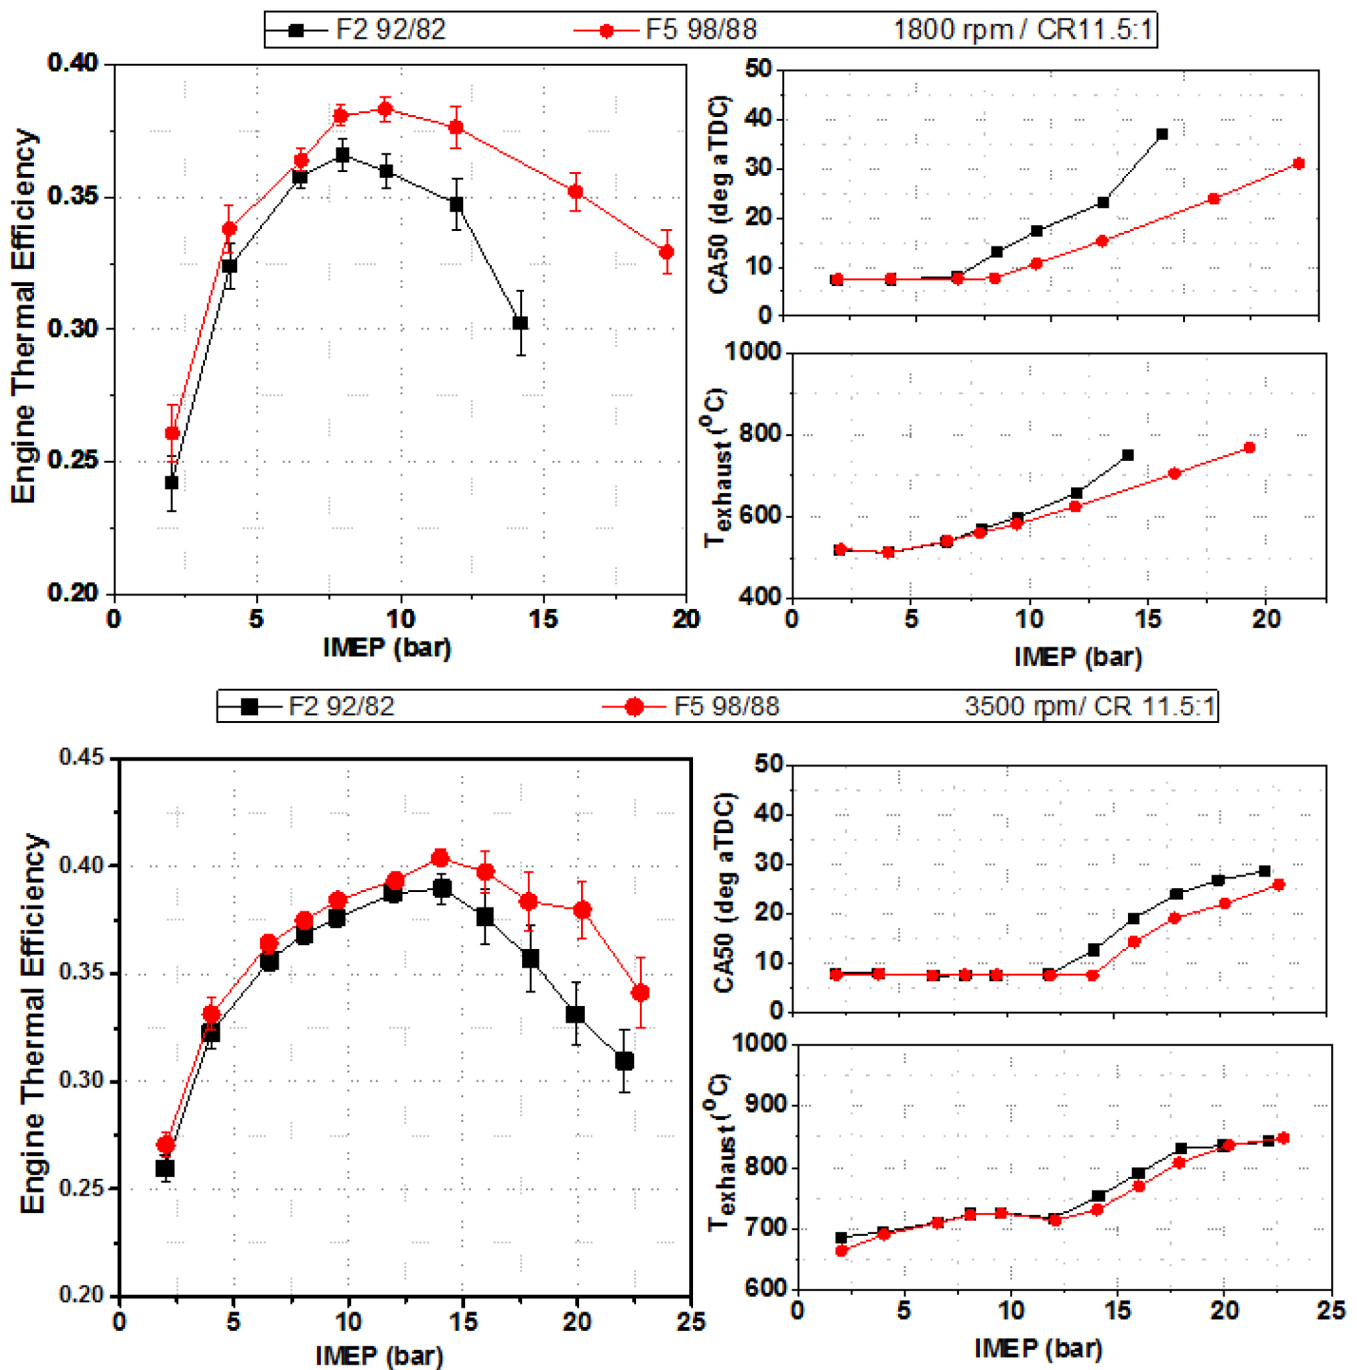 F2 92/82 F5 98/88 1800 rpm / CR11.5:1
Engine Thermal Efficiency
0.40
0.35
0.30
0.25
0.20
0 5 10 15 20
IMEP (bar)
CA50 (deg aTDC)
50
40
30
20
10
0
Texhaust (oC)
1000
800
600
400
0 5 10 15 20
IMEP (bar)
F2 92/82 F5 98/88 3500 rpm/ CR 11.5:1
Engine Thermal Efficiency
0.45
0.40
0.35
0.30
0.25
0.20
0 5 10 15 20 25
IMEP (bar)
CA50 (deg aTDC)
50
40
30
20
10
0
Texhaust (oC)
1000
900
800
700
600
0 5 10 15 20 25
IMEP (bar)